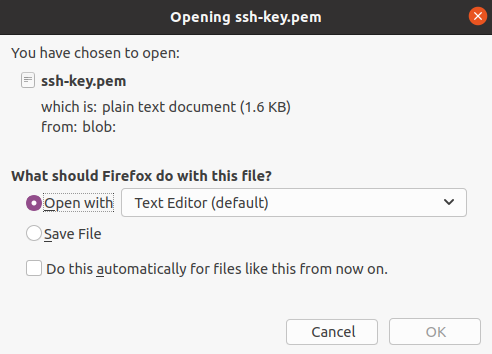 Opening ssh-key.pem
You have chosen to open:
ssh-key.pem
which is: plain text document (1.6 KB)
from: blob:
What should Firefox do with this file?
Open with Text Editor (default)
Save File
Do this automatically for files like this from now on.
Cancel OK